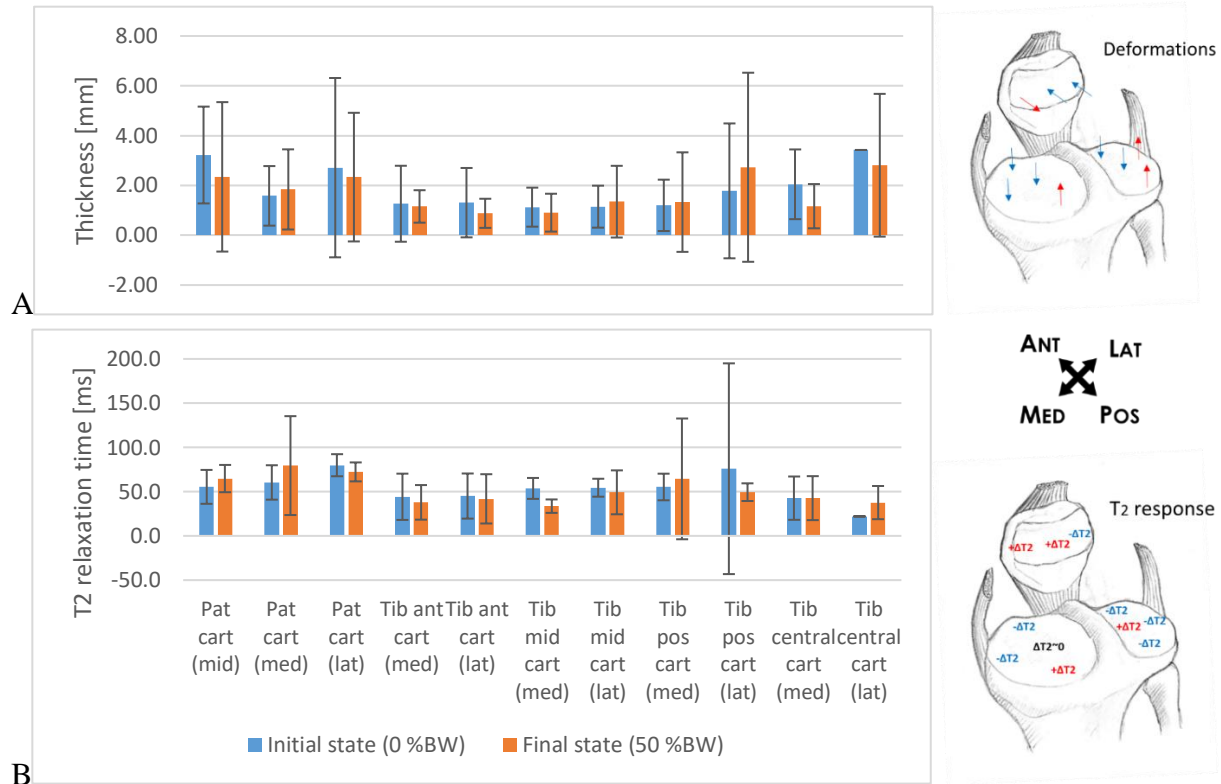 A
8.00
6.00
4.00
2.00
0.00
-2.00
Thickness [mm]
Deformations
ANT LAT
MED POS
B
200.0
150.0
100.0
50.0
0.0
-50.0
T2 relaxation time [ms]
Pat Pat Pat Tib ant Tib ant Tib Tib Tib Tib Tib Tib
cart cart cart cart cart mid mid pos pos central central
(mid) (med) (lat) (med) (lat) cart cart cart cart cart cart
(med) (lat) (med) (lat) (med) (lat)
Initial state (0 %BW) Final state (50 %BW)
T2 response
-ΔT2
+ΔT2 +ΔT2
-ΔT2 -ΔT2
-ΔT2 +ΔT2
-ΔT2 ΔT2~0 -ΔT2
+ΔT2